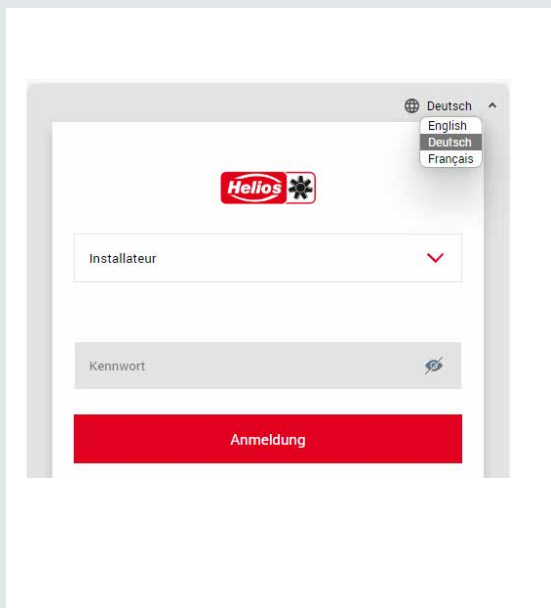 Deutsch
English
Deutsch
Français
Helios
Installateur
Kennwort
Anmeldung